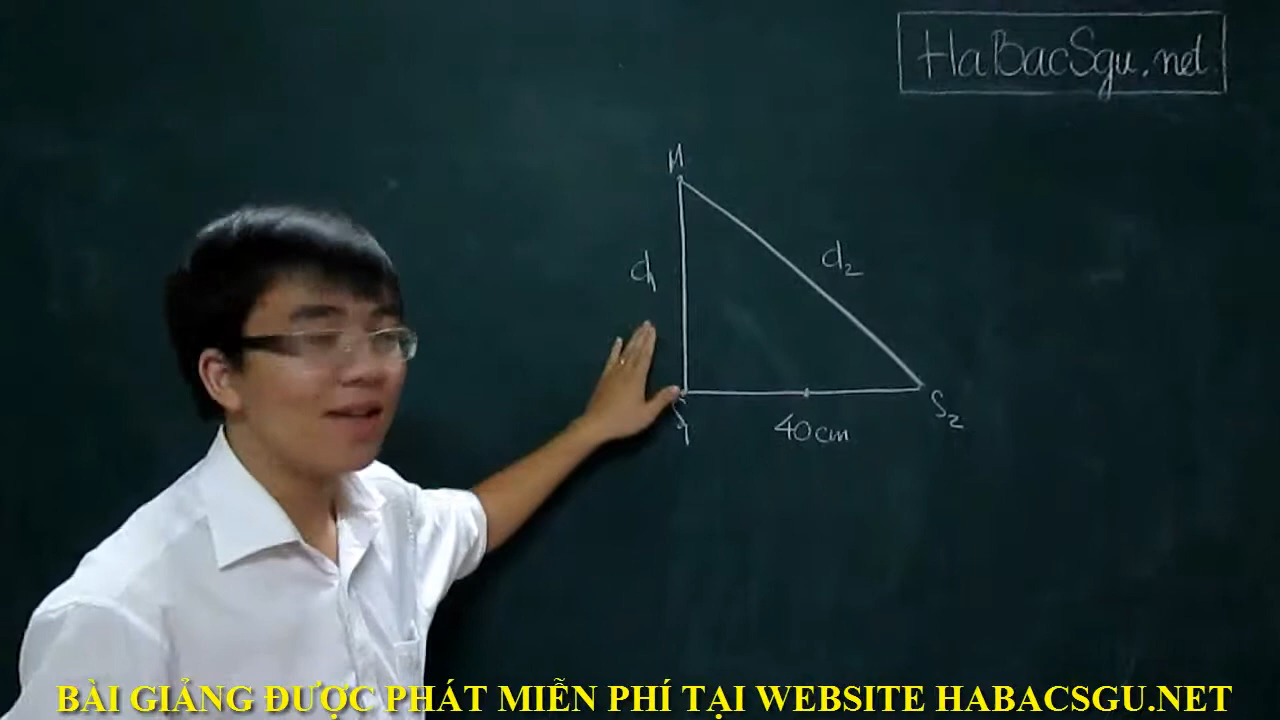 HaBacSgu.net
M
d₁
d₂
S₁
S₂
40cm
BÀI GIẢNG ĐƯỢC PHÁT MIỄN PHÍ TẠI WEBSITE HABACSGU.NET